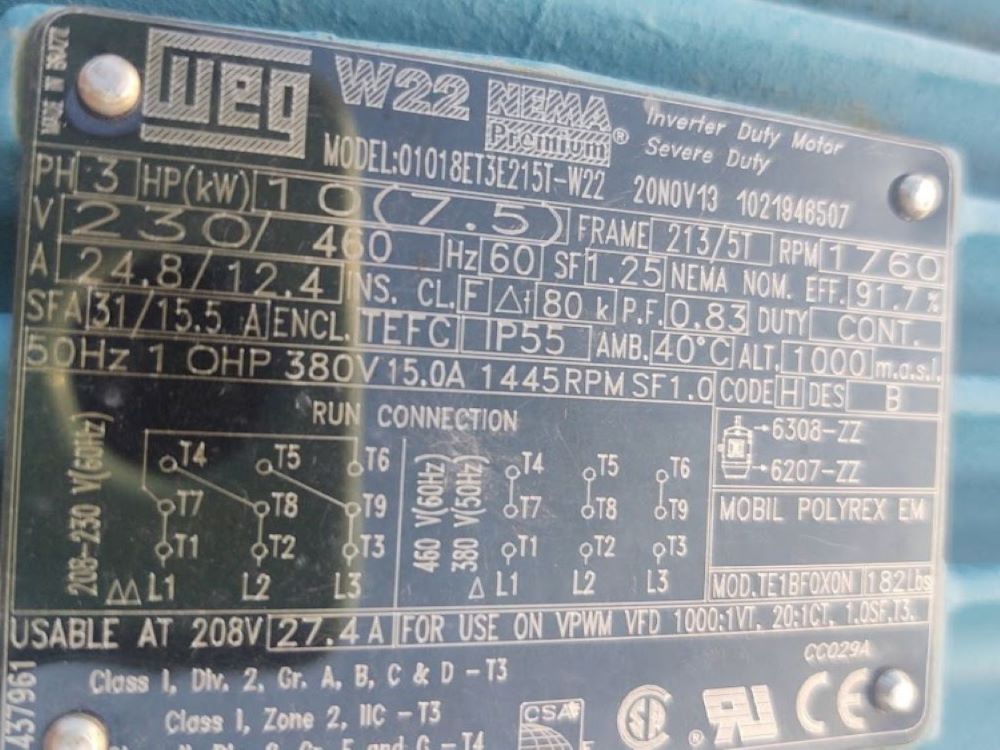 MADE IN BRAZIL
WEG W22 NEMA Premium® Inverter Duty Motor
Severe Duty
MODEL:01018ET3E215T-W22 20NOV13 1021946507
PH 3 HP(kW) 10(7.5) FRAME 213/5T RPM 1760
V 230/460 Hz 60 SF 1.25 NEMA NOM. EFF. 91.7%
A 24.8/12.4 INS. CL. F Δt 80 k P.F. 0.83 DUTY CONT.
SFA 31/15.5 A ENCL. TEFC IP55 AMB. 40°C ALT. 1000 m.a.s.l.
50Hz 10HP 380V 15.0A 1445RPM SF1.0 CODE H DES B
RUN CONNECTION
208-230 V(60Hz)
T4 T5 T6
T7 T8 T9
T1 T2 T3
ΔΔ L1 L2 L3
460 V(60Hz)
380 V(50Hz)
T4 T5 T6
T7 T8 T9
T1 T2 T3
Δ L1 L2 L3
6308-ZZ
6207-ZZ
MOBIL POLYREX EM
MOD.TE1BFOXON 182Lbs
USABLE AT 208V 27.4 A FOR USE ON VPWM VFD 1000:1VT, 20:1CT, 1.0SF,T3.
CC029A
Class I, Div. 2, Gr. A, B, C & D - T3
Class I, Zone 2, IIC - T3
Gr. F and G - T4
437961
CSA
CE